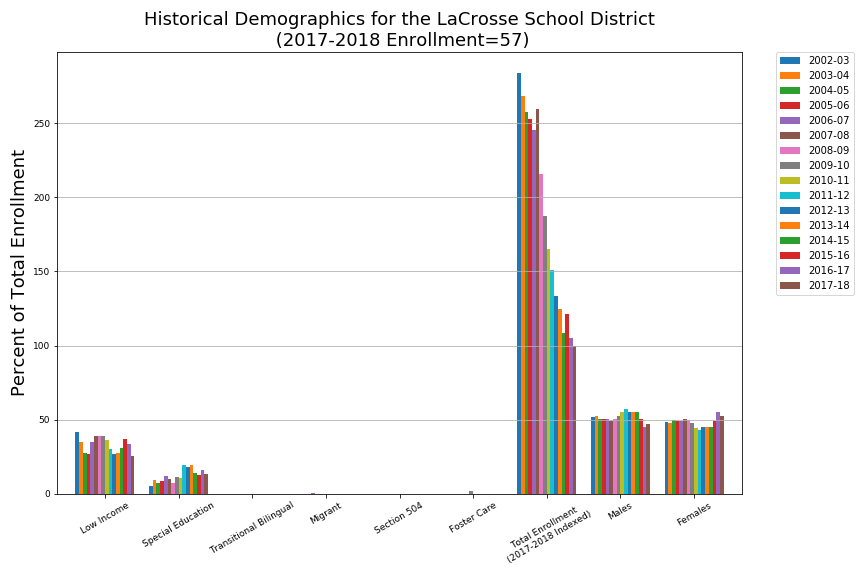 Historical Demographics for the LaCrosse School District
(2017-2018 Enrollment=57)
Percent of Total Enrollment
250
200
150
100
50
0
Low Income
Special Education
Transitional Bilingual
Migrant
Section 504
Foster Care
Total Enrollment
(2017-2018 Indexed)
Males
Females
2002-03
2003-04
2004-05
2005-06
2006-07
2007-08
2008-09
2009-10
2010-11
2011-12
2012-13
2013-14
2014-15
2015-16
2016-17
2017-18